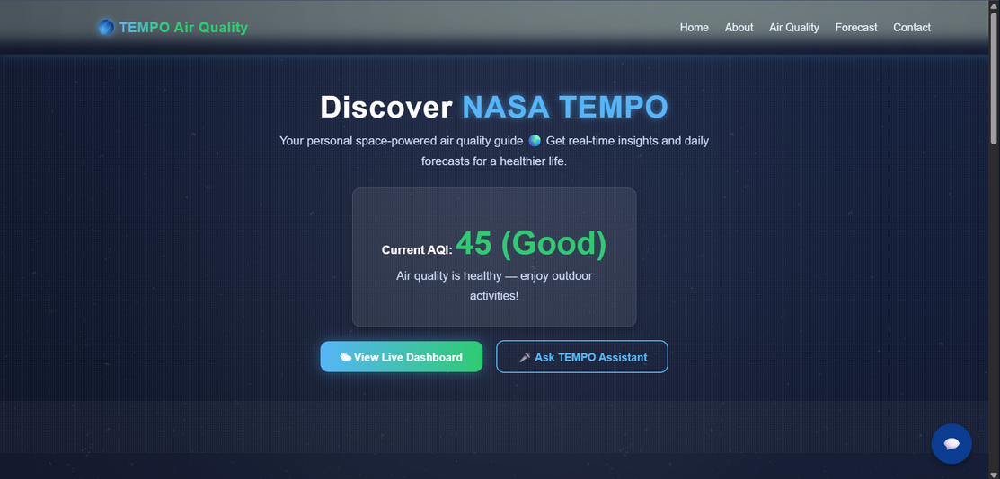 TEMPO Air Quality
Home About Air Quality Forecast Contact
Discover NASA TEMPO
Your personal space-powered air quality guide 🌍 Get real-time insights and daily
forecasts for a healthier life.
Current AQI: 45 (Good)
Air quality is healthy — enjoy outdoor
activities!
🌤 View Live Dashboard
🎤 Ask TEMPO Assistant